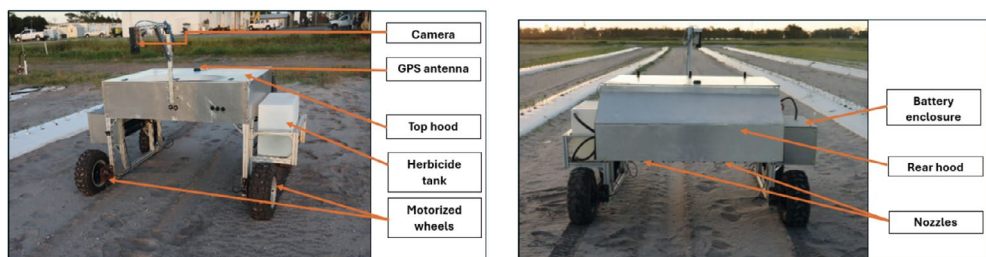 Camera
GPS antenna
Top hood
Herbicide
tank
Motorized
wheels
Battery
enclosure
Rear hood
Nozzles